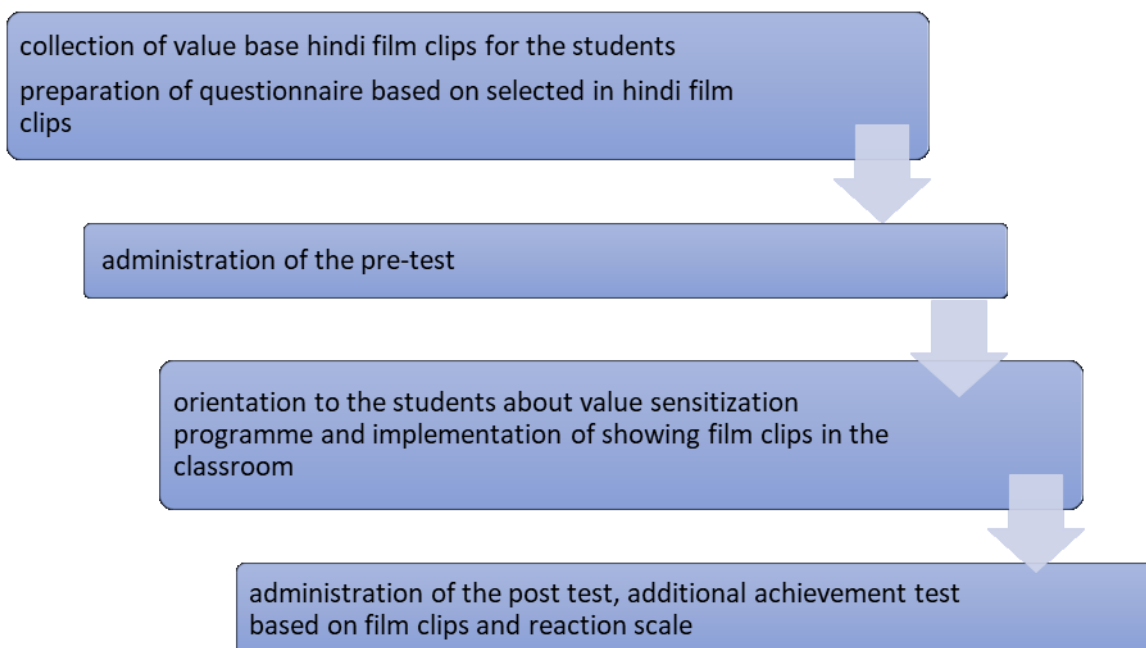 collection of value base hindi film clips for the students
preparation of questionnaire based on selected in hindi film
clips
administration of the pre-test
orientation to the students about value sensitization
programme and implementation of showing film clips in the
classroom
administration of the post test, additional achievement test
based on film clips and reaction scale